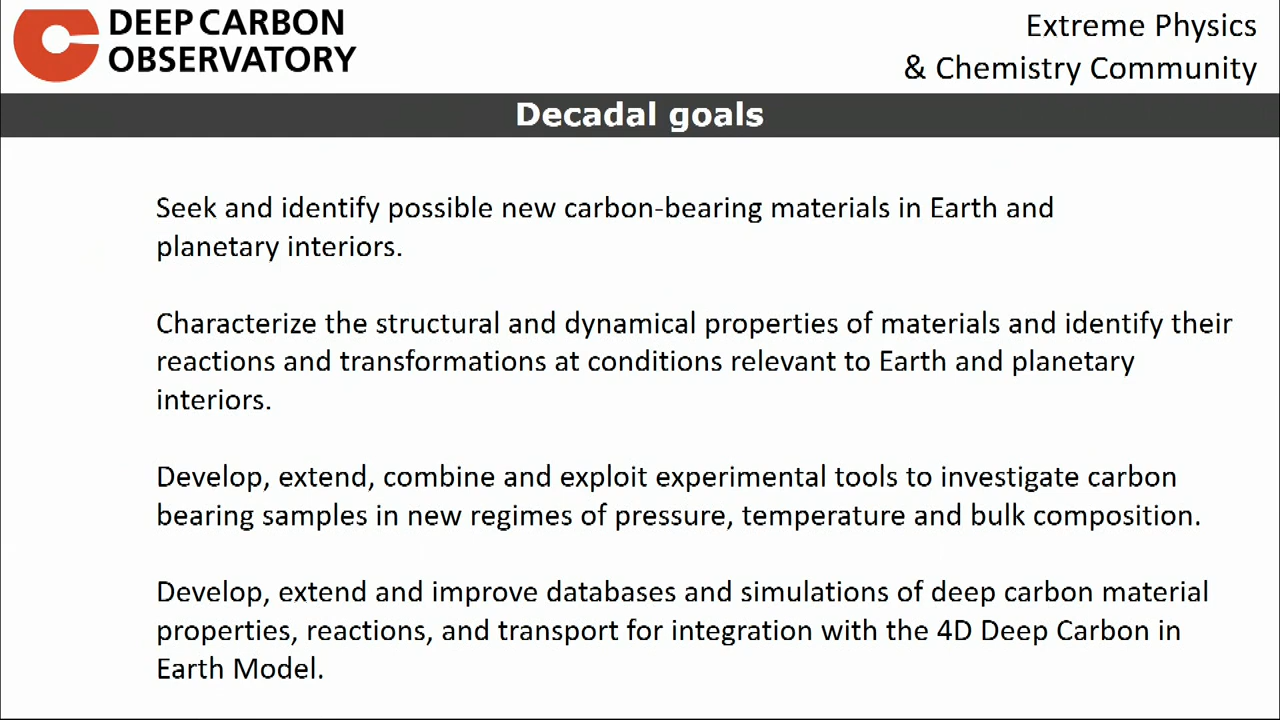 DEEP CARBON
OBSERVATORY
Extreme Physics
& Chemistry Community
Decadal goals
Seek and identify possible new carbon-bearing materials in Earth and
planetary interiors.
Characterize the structural and dynamical properties of materials and identify their
reactions and transformations at conditions relevant to Earth and planetary
interiors.
Develop, extend, combine and exploit experimental tools to investigate carbon
bearing samples in new regimes of pressure, temperature and bulk composition.
Develop, extend and improve databases and simulations of deep carbon material
properties, reactions, and transport for integration with the 4D Deep Carbon in
Earth Model.